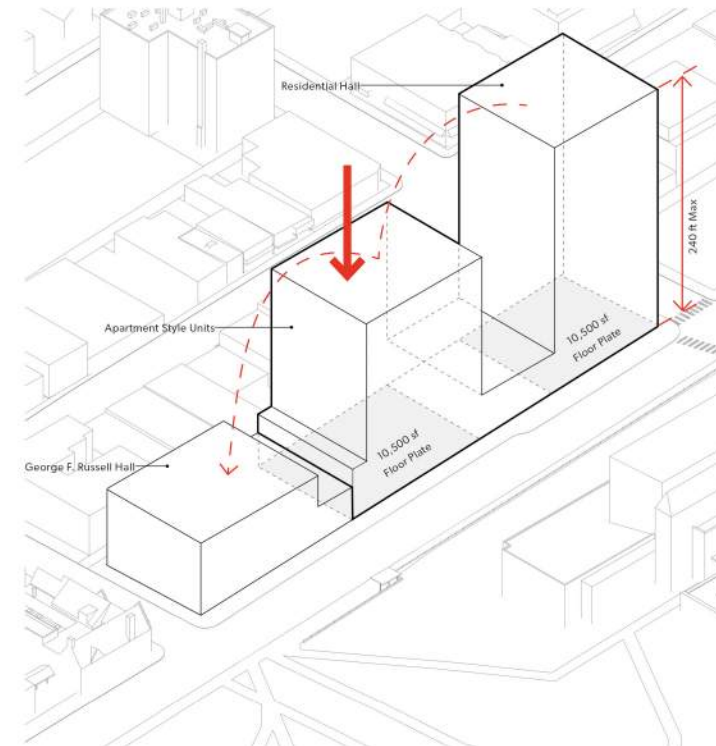 Residential Hall
240 ft Max
Apartment Style Units
10,500 sf
Floor Plate
10,500 sf
Floor Plate
George F. Russell Hall